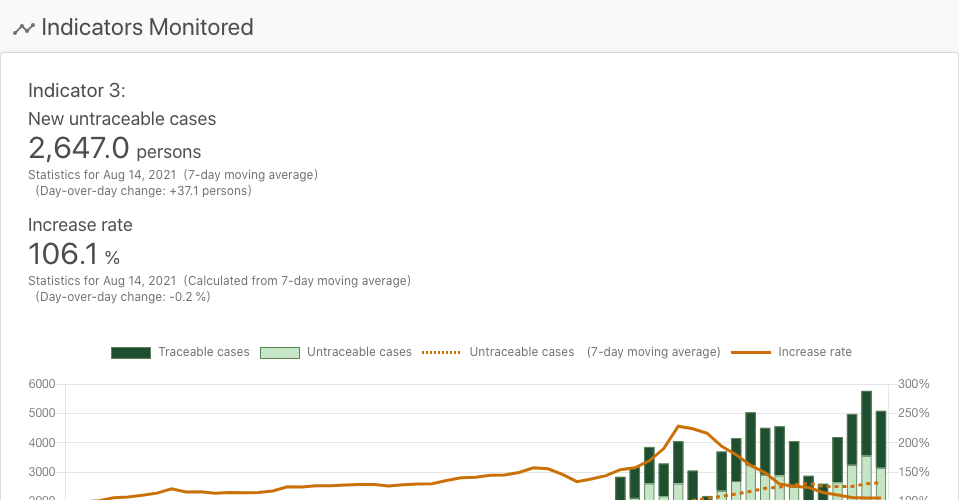 Indicators Monitored
Indicator 3:
New untraceable cases
2,647.0 persons
Statistics for Aug 14, 2021 (7-day moving average)
(Day-over-day change: +37.1 persons)
Increase rate
106.1 %
Statistics for Aug 14, 2021 (Calculated from 7-day moving average)
(Day-over-day change: -0.2 %)
Traceable cases Untraceable cases Untraceable cases (7-day moving average) Increase rate
6000 300%
5000 250%
4000 200%
3000 150%
2000 100%